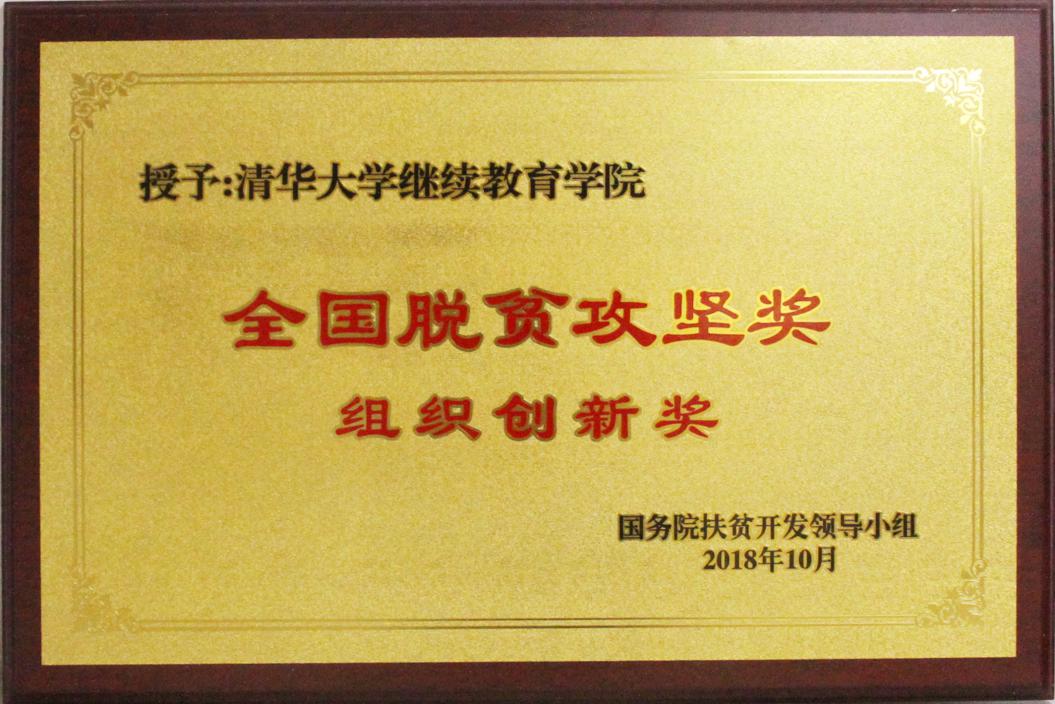 授予:清华大学继续教育学院
全国脱贫攻坚奖
组织创新奖
国务院扶贫开发领导小组
2018年10月